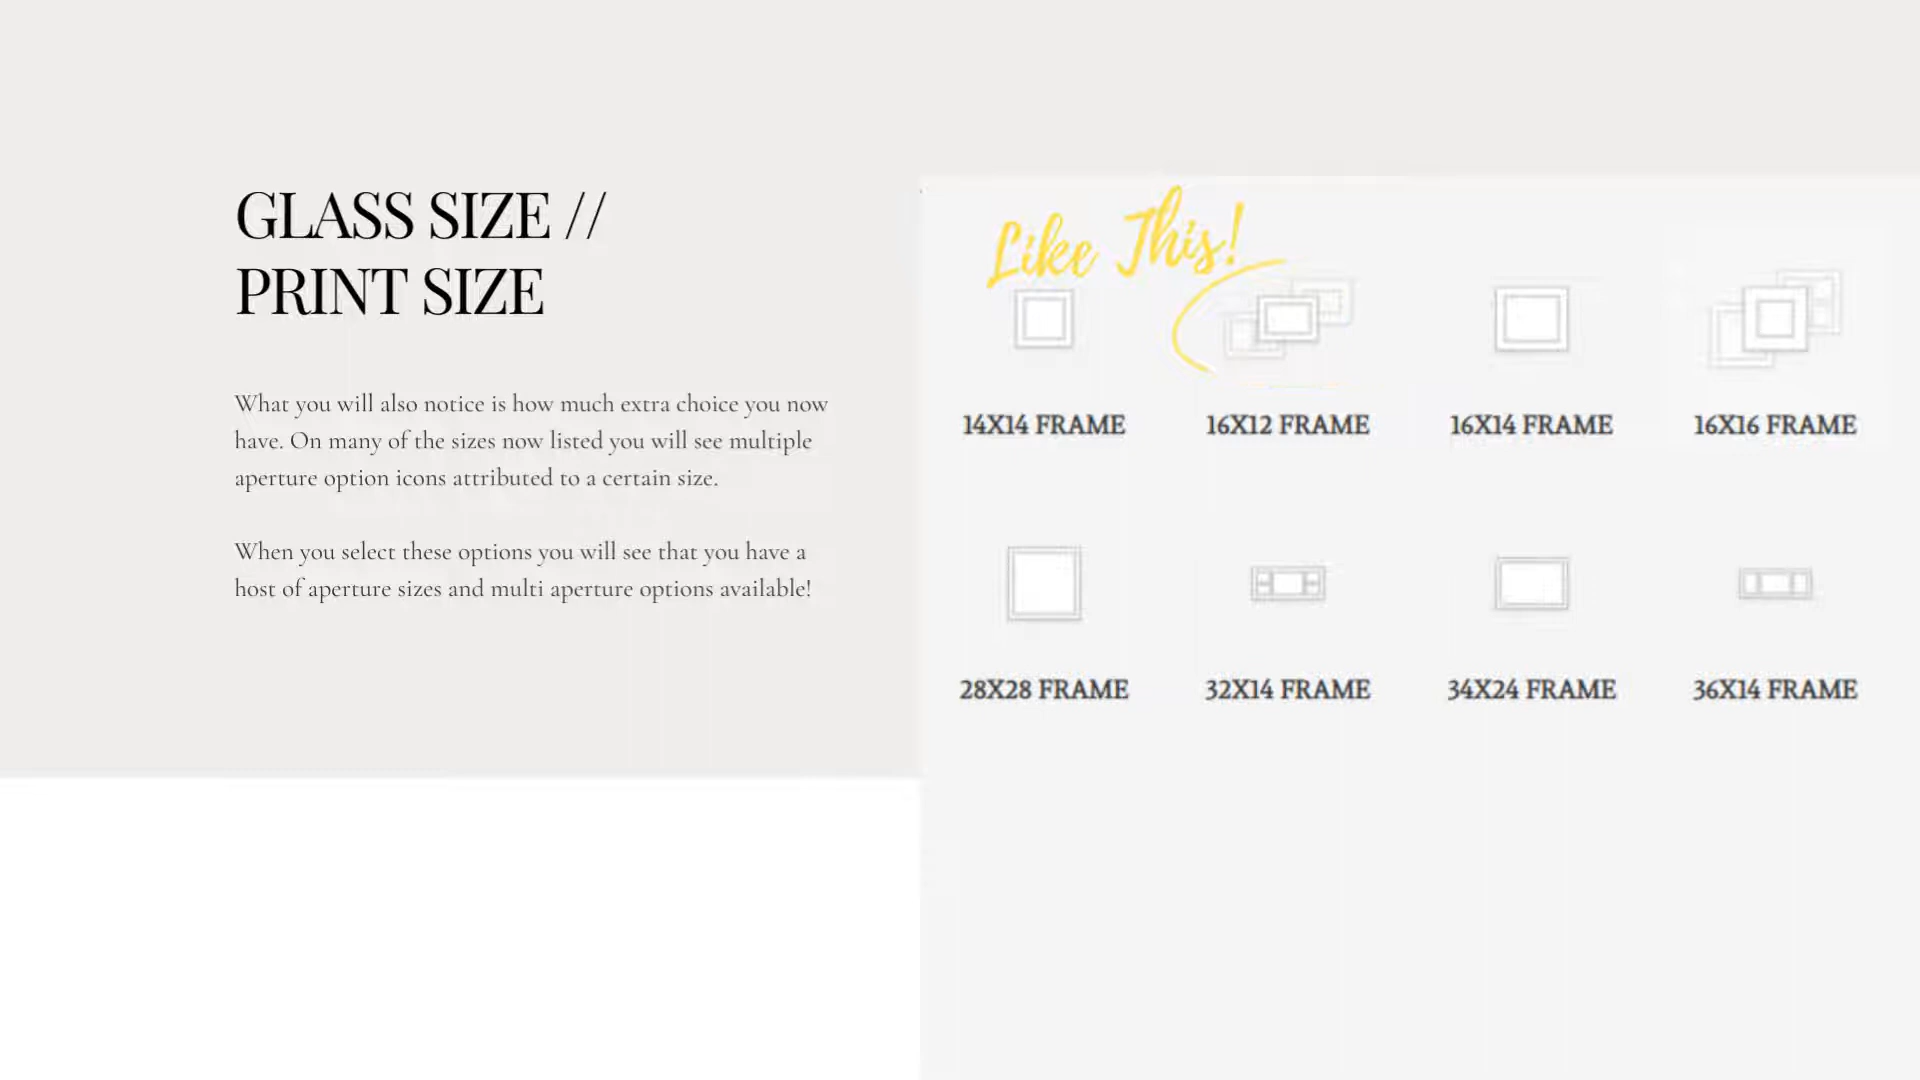 GLASS SIZE //
PRINT SIZE
What you will also notice is how much extra choice you now
have. On many of the sizes now listed you will see multiple
aperture option icons attributed to a certain size.
When you select these options you will see that you have a
host of aperture sizes and multi aperture options available!
Like This!
14X14 FRAME
16X12 FRAME
16X14 FRAME
16X16 FRAME
28X28 FRAME
32X14 FRAME
34X24 FRAME
36X14 FRAME